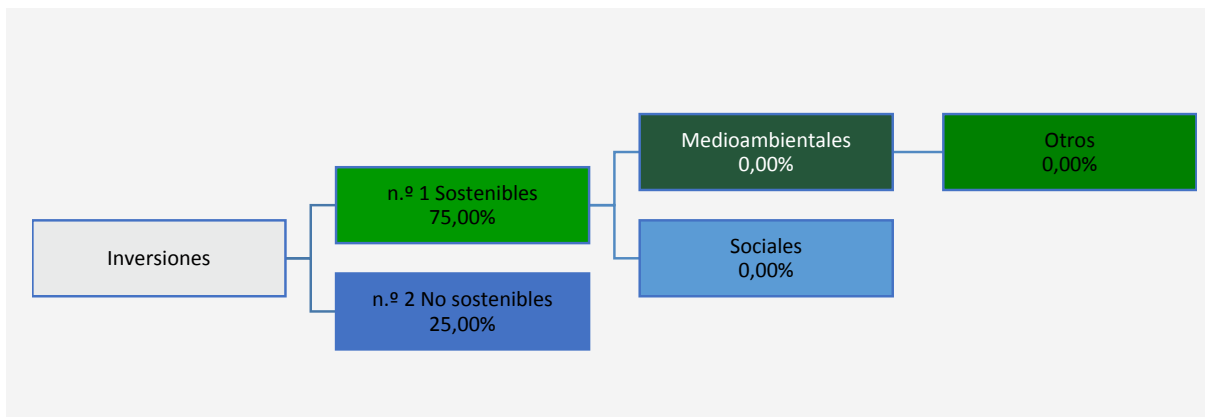 Inversiones
n.º 1 Sostenibles
75,00%
n.º 2 No sostenibles
25,00%
Medioambientales
0,00%
Sociales
0,00%
Otros
0,00%